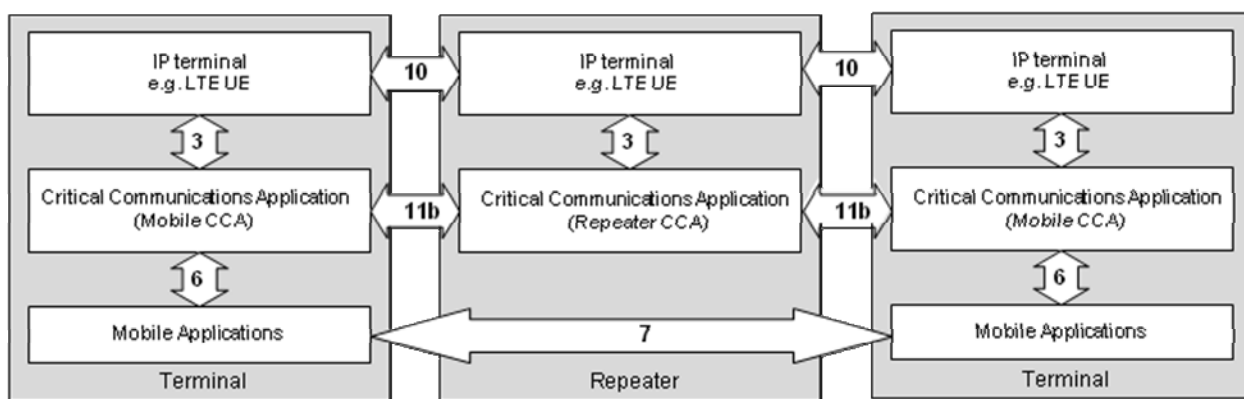 IP terminal
e.g. LTE UE
10
IP terminal
e.g. LTE UE
10
IP terminal
e.g. LTE UE
3
3
3
Critical Communications Application
(Mobile CCA)
11b
Critical Communications Application
(Repeater CCA)
11b
Critical Communications Application
(Mobile CCA)
6
6
Mobile Applications
7
Mobile Applications
Terminal
Repeater
Terminal